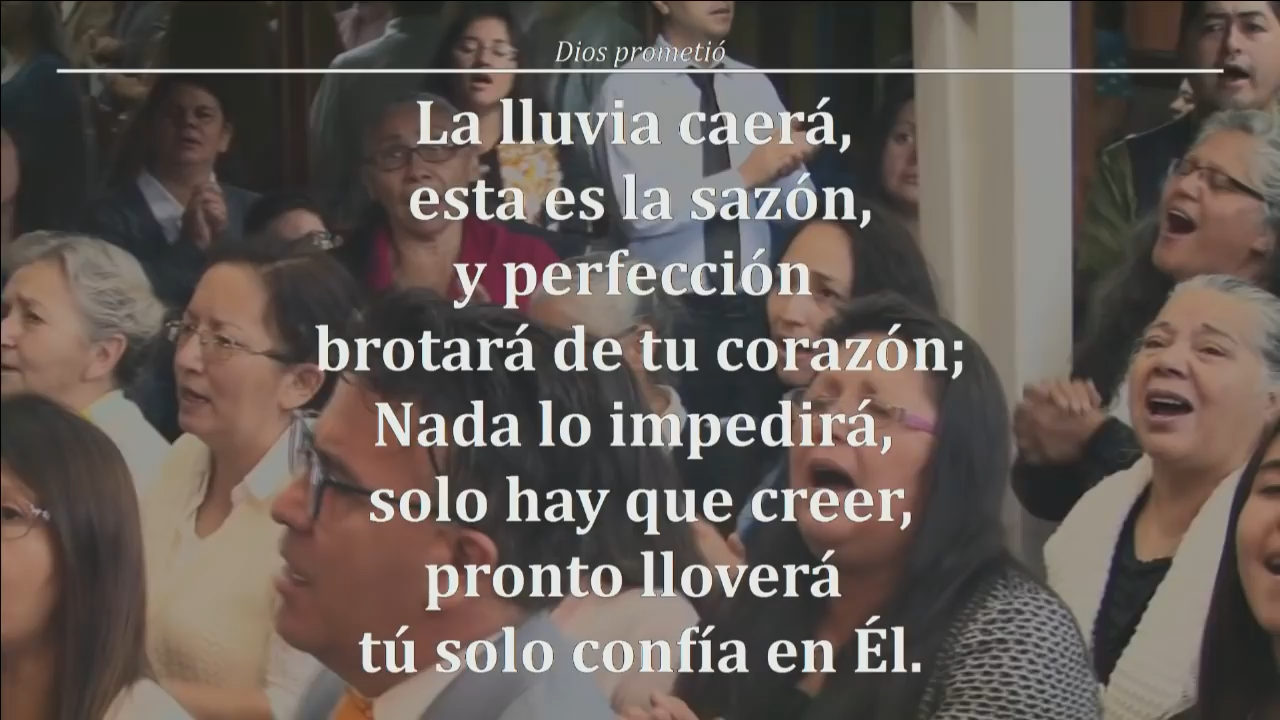 Dios prometió
La lluvia caerá,
esta es la sazón,
y perfección
brotará de tu corazón;
Nada lo impedirá,
solo hay que creer,
pronto lloverá
tú solo confía en Él.